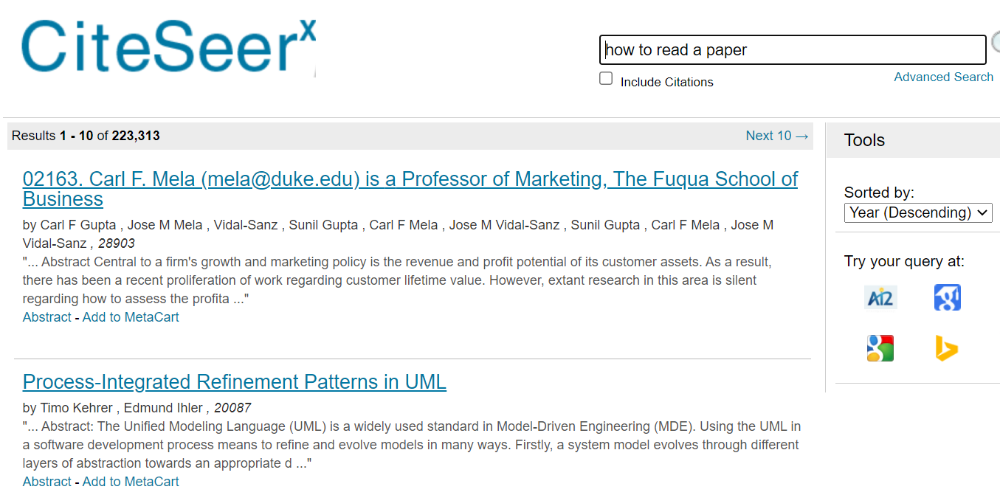 CiteSeerx
how to read a paper
Include Citations
Advanced Search
Results 1 - 10 of 223,313
Next 10 →
02163. Carl F. Mela (mela@duke.edu) is a Professor of Marketing, The Fuqua School of
Business
by Carl F Gupta , Jose M Mela , Vidal-Sanz , Sunil Gupta , Carl F Mela , Jose M Vidal-Sanz , Sunil Gupta , Carl F Mela , Jose M
Vidal-Sanz , 28903
"... Abstract Central to a firm's growth and marketing policy is the revenue and profit potential of its customer assets. As a result,
there has been a recent proliferation of work regarding customer lifetime value. However, extant research in this area is silent
regarding how to assess the profita ..."
Abstract - Add to MetaCart
Process-Integrated Refinement Patterns in UML
by Timo Kehrer , Edmund Ihler , 20087
"... Abstract: The Unified Modeling Language (UML) is a widely used standard in Model-Driven Engineering (MDE). Using the UML in
a software development process means to refine and evolve models in many ways. Firstly, a system model evolves through different
layers of abstraction towards an appropriate d ..."
Abstract - Add to MetaCart
Tools
Sorted by:
Year (Descending)
Try your query at:
AI2
g
g
b